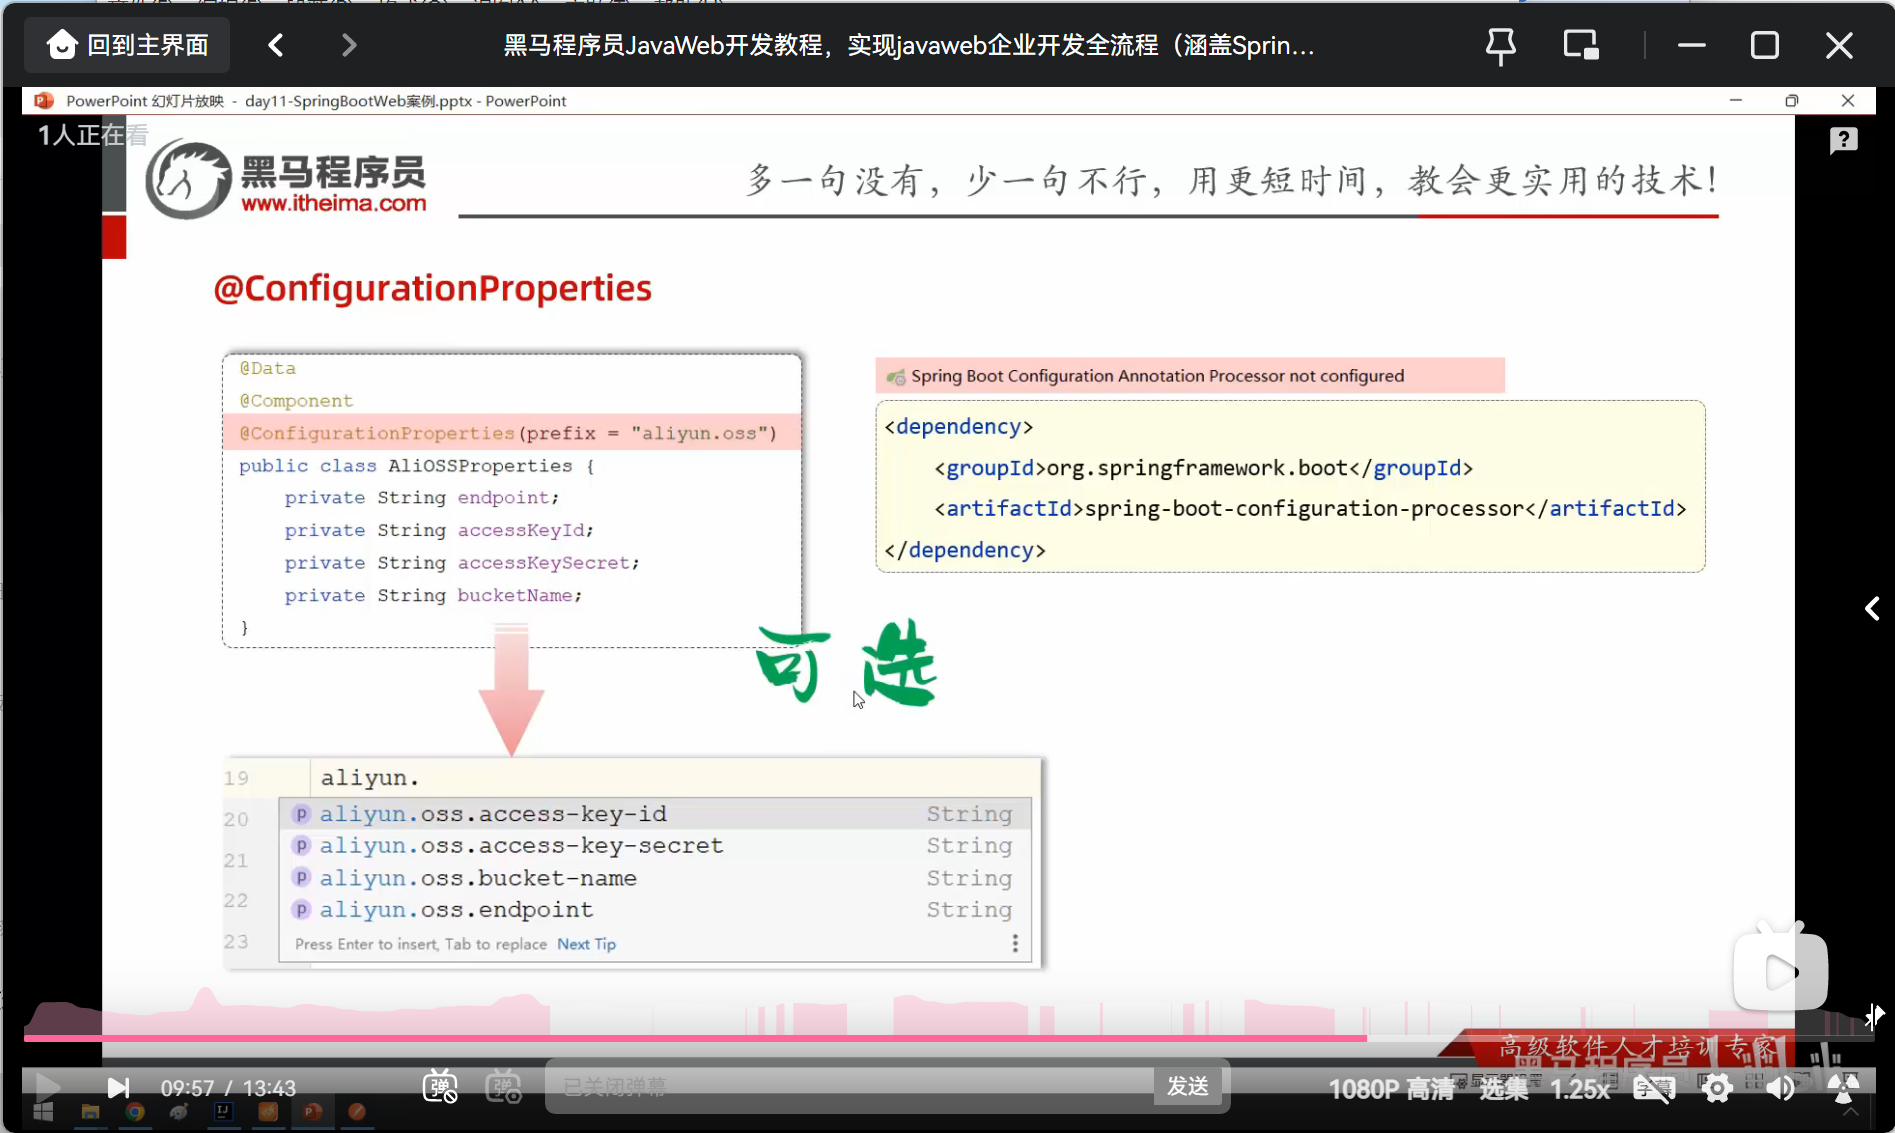 回到主界面
黑马程序员JavaWeb开发教程，实现javaweb企业开发全流程（涵盖Sprin...
PowerPoint 幻灯片放映 - day11-SpringBootWeb案例.pptx - PowerPoint
1人正在看
黑马程序员
www.itheima.com
多一句没有，少一句不行，用更短时间，教会更实用的技术！
@ConfigurationProperties
@Data
@Component
@ConfigurationProperties(prefix = "aliyun.oss")
public class AliOSSProperties {
private String endpoint;
private String accessKeyId;
private String accessKeySecret;
private String bucketName;
}
Spring Boot Configuration Annotation Processor not configured
<dependency>
<groupId>org.springframework.boot</groupId>
<artifactId>spring-boot-configuration-processor</artifactId>
</dependency>
可选
19 aliyun.
20 aliyun.oss.access-key-id String
21 aliyun.oss.access-key-secret String
22 aliyun.oss.bucket-name String
23 aliyun.oss.endpoint String
Press Enter to insert, Tab to replace Next Tip
高级软件人才培训专家
黑马程序员
09:57 / 13:43
弹
弹
已关闭弹幕
发送
1080P 高清
选集
1.25x
字幕